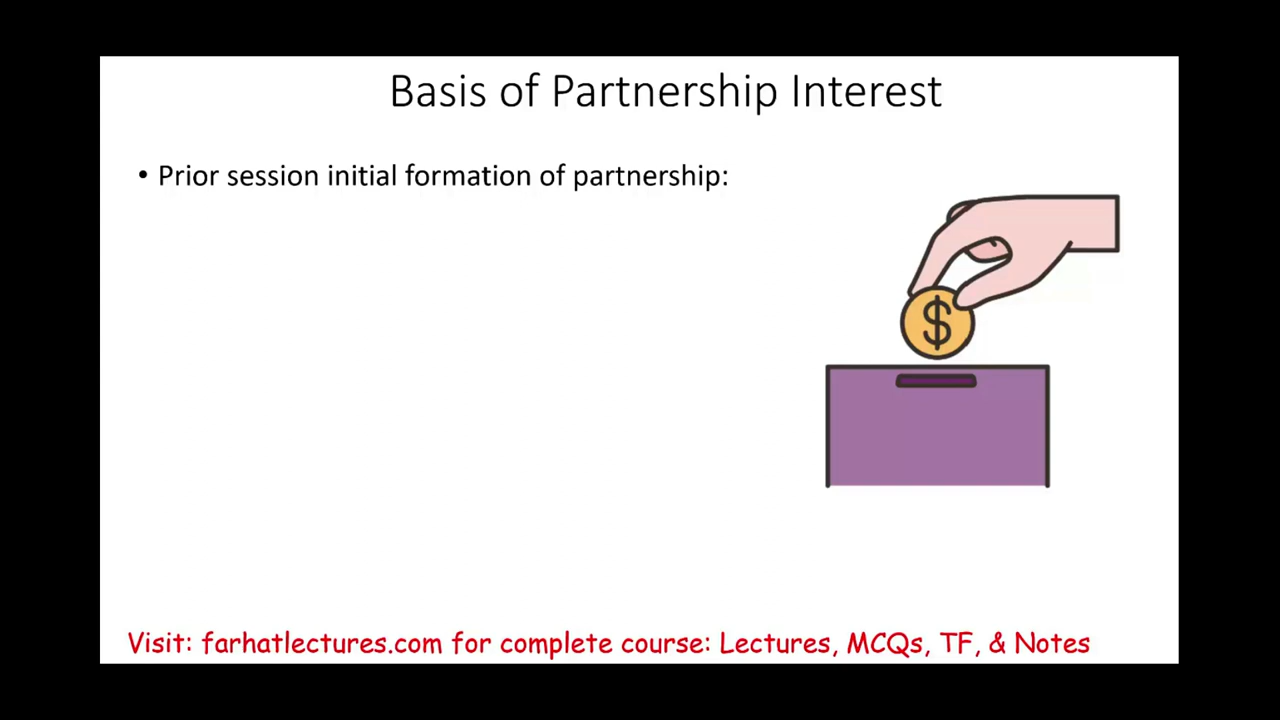 Basis of Partnership Interest
• Prior session initial formation of partnership:
$
Visit: farhatlectures.com for complete course: Lectures, MCQs, TF, & Notes